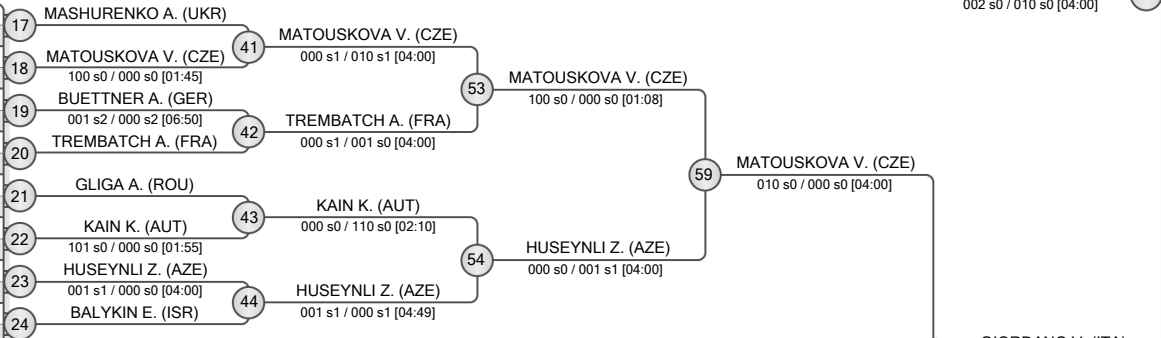 002 s0 / 010 s0 [04:00]
17
MASHURENKO A. (UKR)
41
MATOUSKOVA V. (CZE)
000 s1 / 010 s1 [04:00]
18
MATOUSKOVA V. (CZE)
100 s0 / 000 s0 [01:45]
53
MATOUSKOVA V. (CZE)
100 s0 / 000 s0 [01:08]
19
BUETTNER A. (GER)
001 s2 / 000 s2 [06:50]
42
TREMBATCH A. (FRA)
000 s1 / 001 s0 [04:00]
20
TREMBATCH A. (FRA)
59
MATOUSKOVA V. (CZE)
010 s0 / 000 s0 [04:00]
21
GLIGA A. (ROU)
43
KAIN K. (AUT)
000 s0 / 110 s0 [02:10]
22
KAIN K. (AUT)
101 s0 / 000 s0 [01:55]
54
HUSEYNLI Z. (AZE)
000 s0 / 001 s1 [04:00]
23
HUSEYNLI Z. (AZE)
001 s1 / 000 s0 [04:00]
44
HUSEYNLI Z. (AZE)
001 s1 / 000 s1 [04:49]
24
BALYKIN E. (ISR)